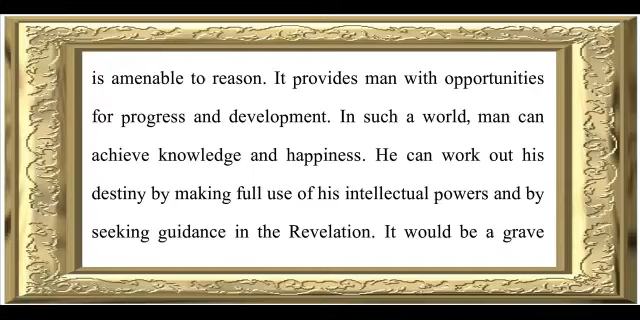 is amenable to reason. It provides man with opportunities
for progress and development. In such a world, man can
achieve knowledge and happiness. He can work out his
destiny by making full use of his intellectual powers and by
seeking guidance in the Revelation. It would be a grave